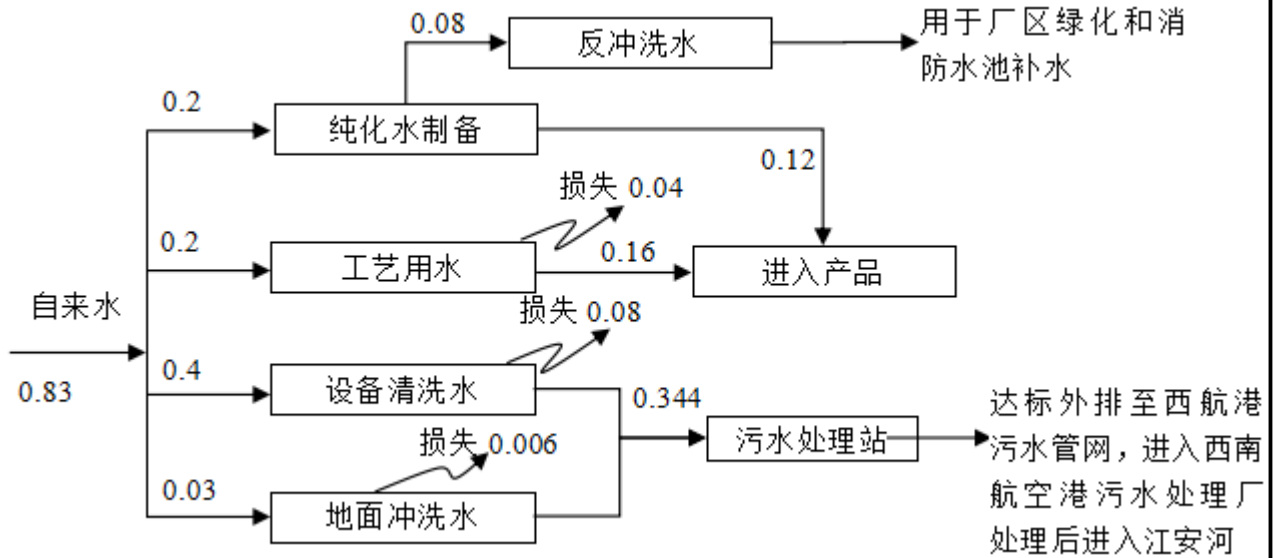 0.08
反冲洗水
用于厂区绿化和消
防水池补水
0.2
纯化水制备
0.12
损失 0.04
0.2
工艺用水
0.16
进入产品
自来水
0.83
损失 0.08
0.4
设备清洗水
0.344
污水处理站
达标外排至西航港
污水管网，进入西南
航空港污水处理厂
处理后进入江安河
损失 0.006
0.03
地面冲洗水